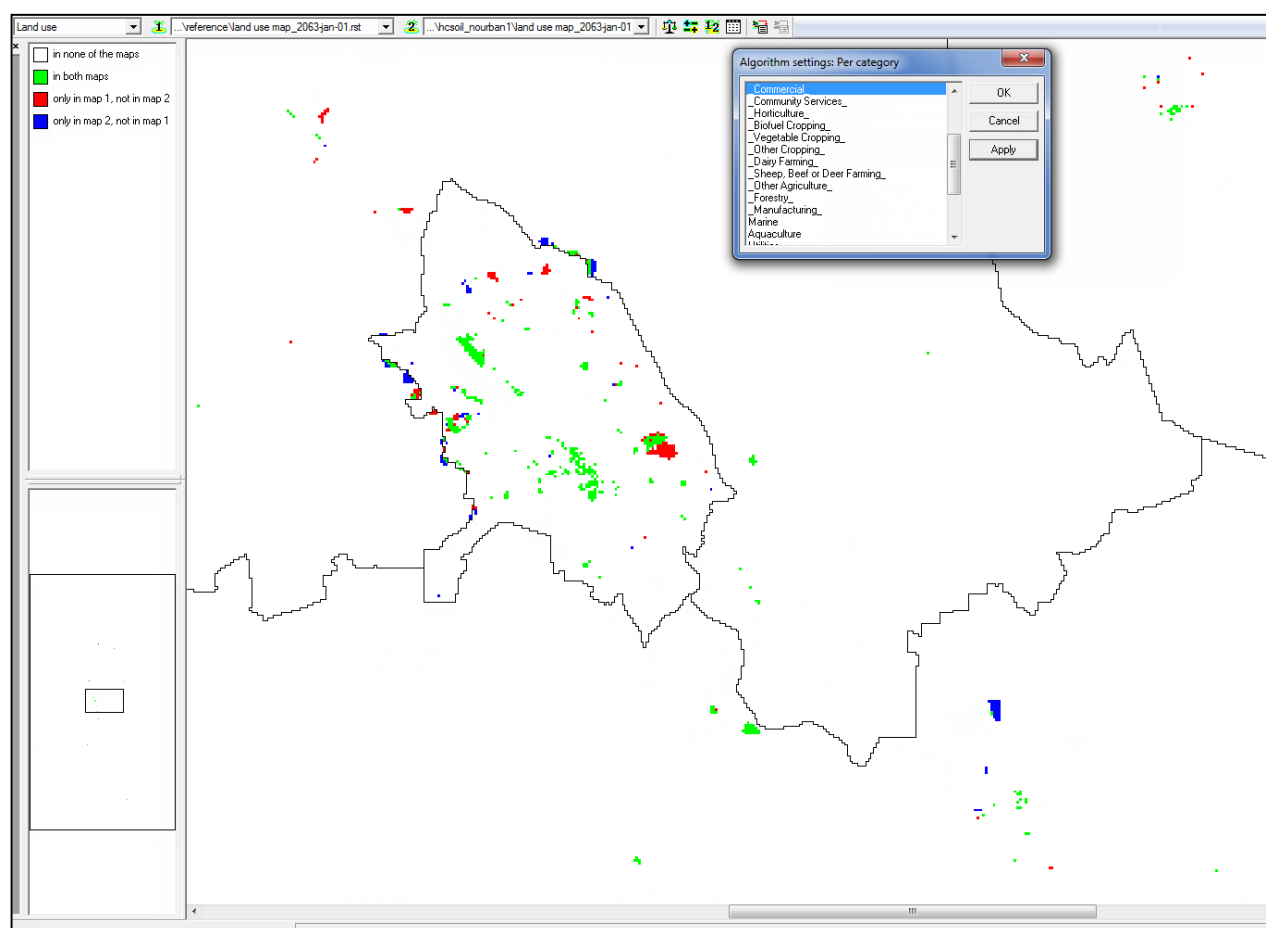 Land use
1
...\reference\land use map_2063-jan-01.rst
2
...\hcsoil_nourban1\land use map_2063-jan-01
in none of the maps
in both maps
only in map 1, not in map 2
only in map 2, not in map 1
Algorithm settings: Per category
_Commercial_
_Community Services_
_Horticulture_
_Biofuel Cropping_
_Vegetable Cropping_
_Other Cropping_
_Dairy Farming_
_Sheep, Beef or Deer Farming_
_Other Agriculture_
_Forestry_
_Manufacturing_
Marine
Aquaculture
OK
Cancel
Apply